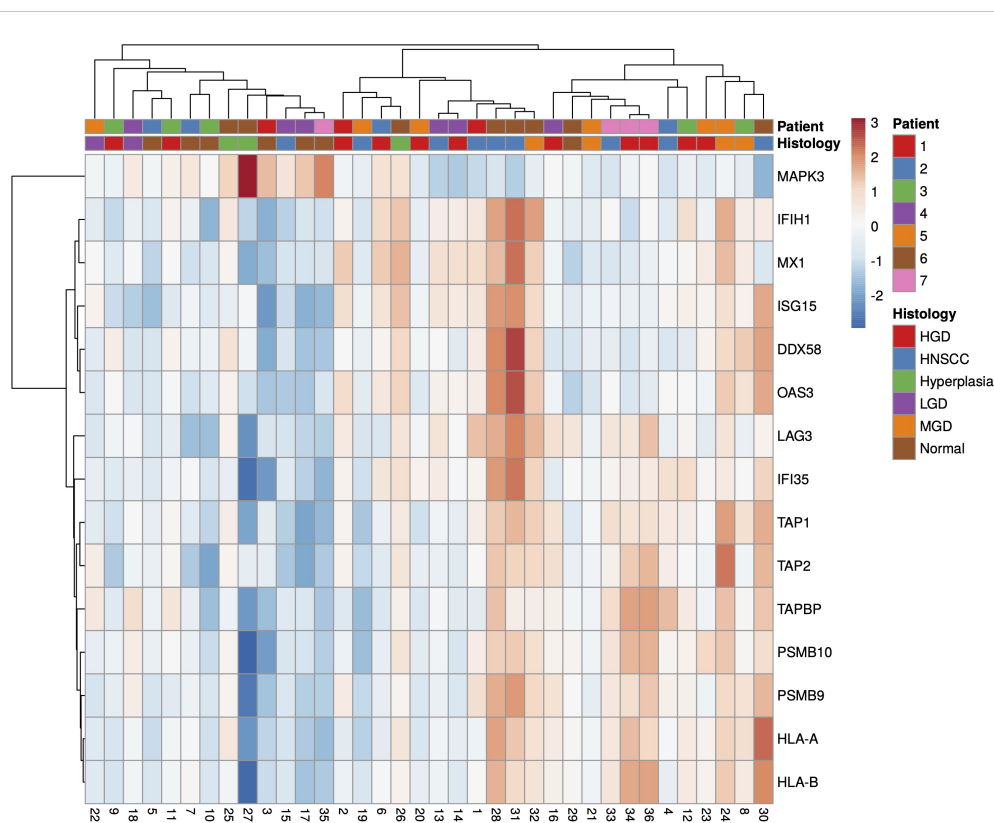 Patient
Histology
MAPK3
IFIH1
MX1
ISG15
DDX58
OAS3
LAG3
IFI35
TAP1
TAP2
TAPBP
PSMB10
PSMB9
HLA-A
HLA-B
22 9 18 5 11 7 10 25 27 3 15 17 35 2 19 6 26 20 13 14 1 28 31 32 16 29 21 33 34 36 4 12 23 24 8 30
3
2
1
0
-1
-2
Patient
1
2
3
4
5
6
7
Histology
HGD
HNSCC
Hyperplasia
LGD
MGD
Normal